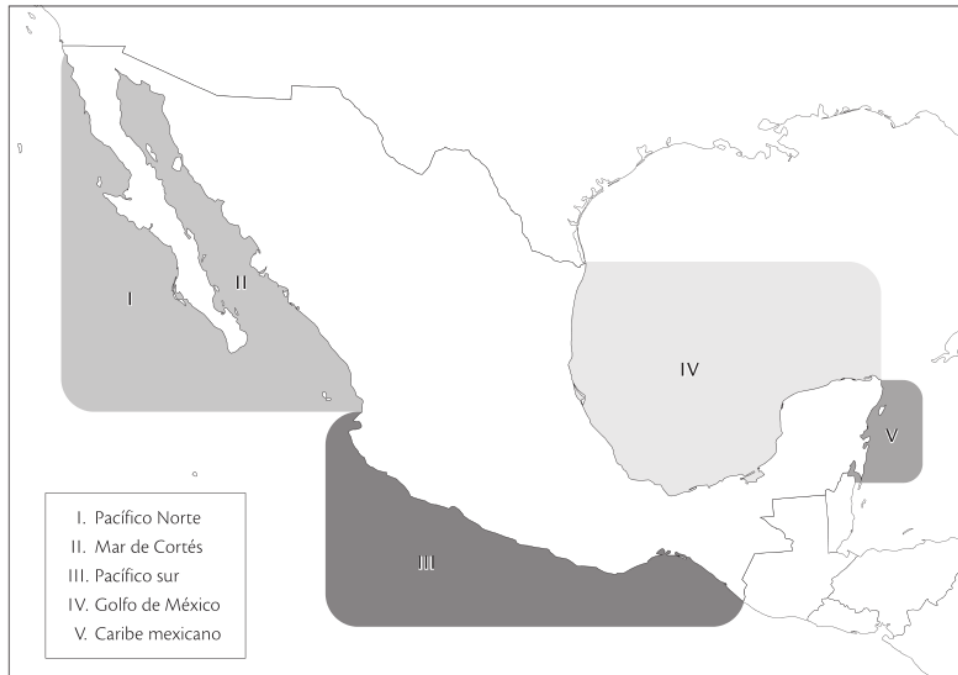 I
II
IV
V
III
I. Pacífico Norte
II. Mar de Cortés
III. Pacífico sur
IV. Golfo de México
V. Caribe mexicano